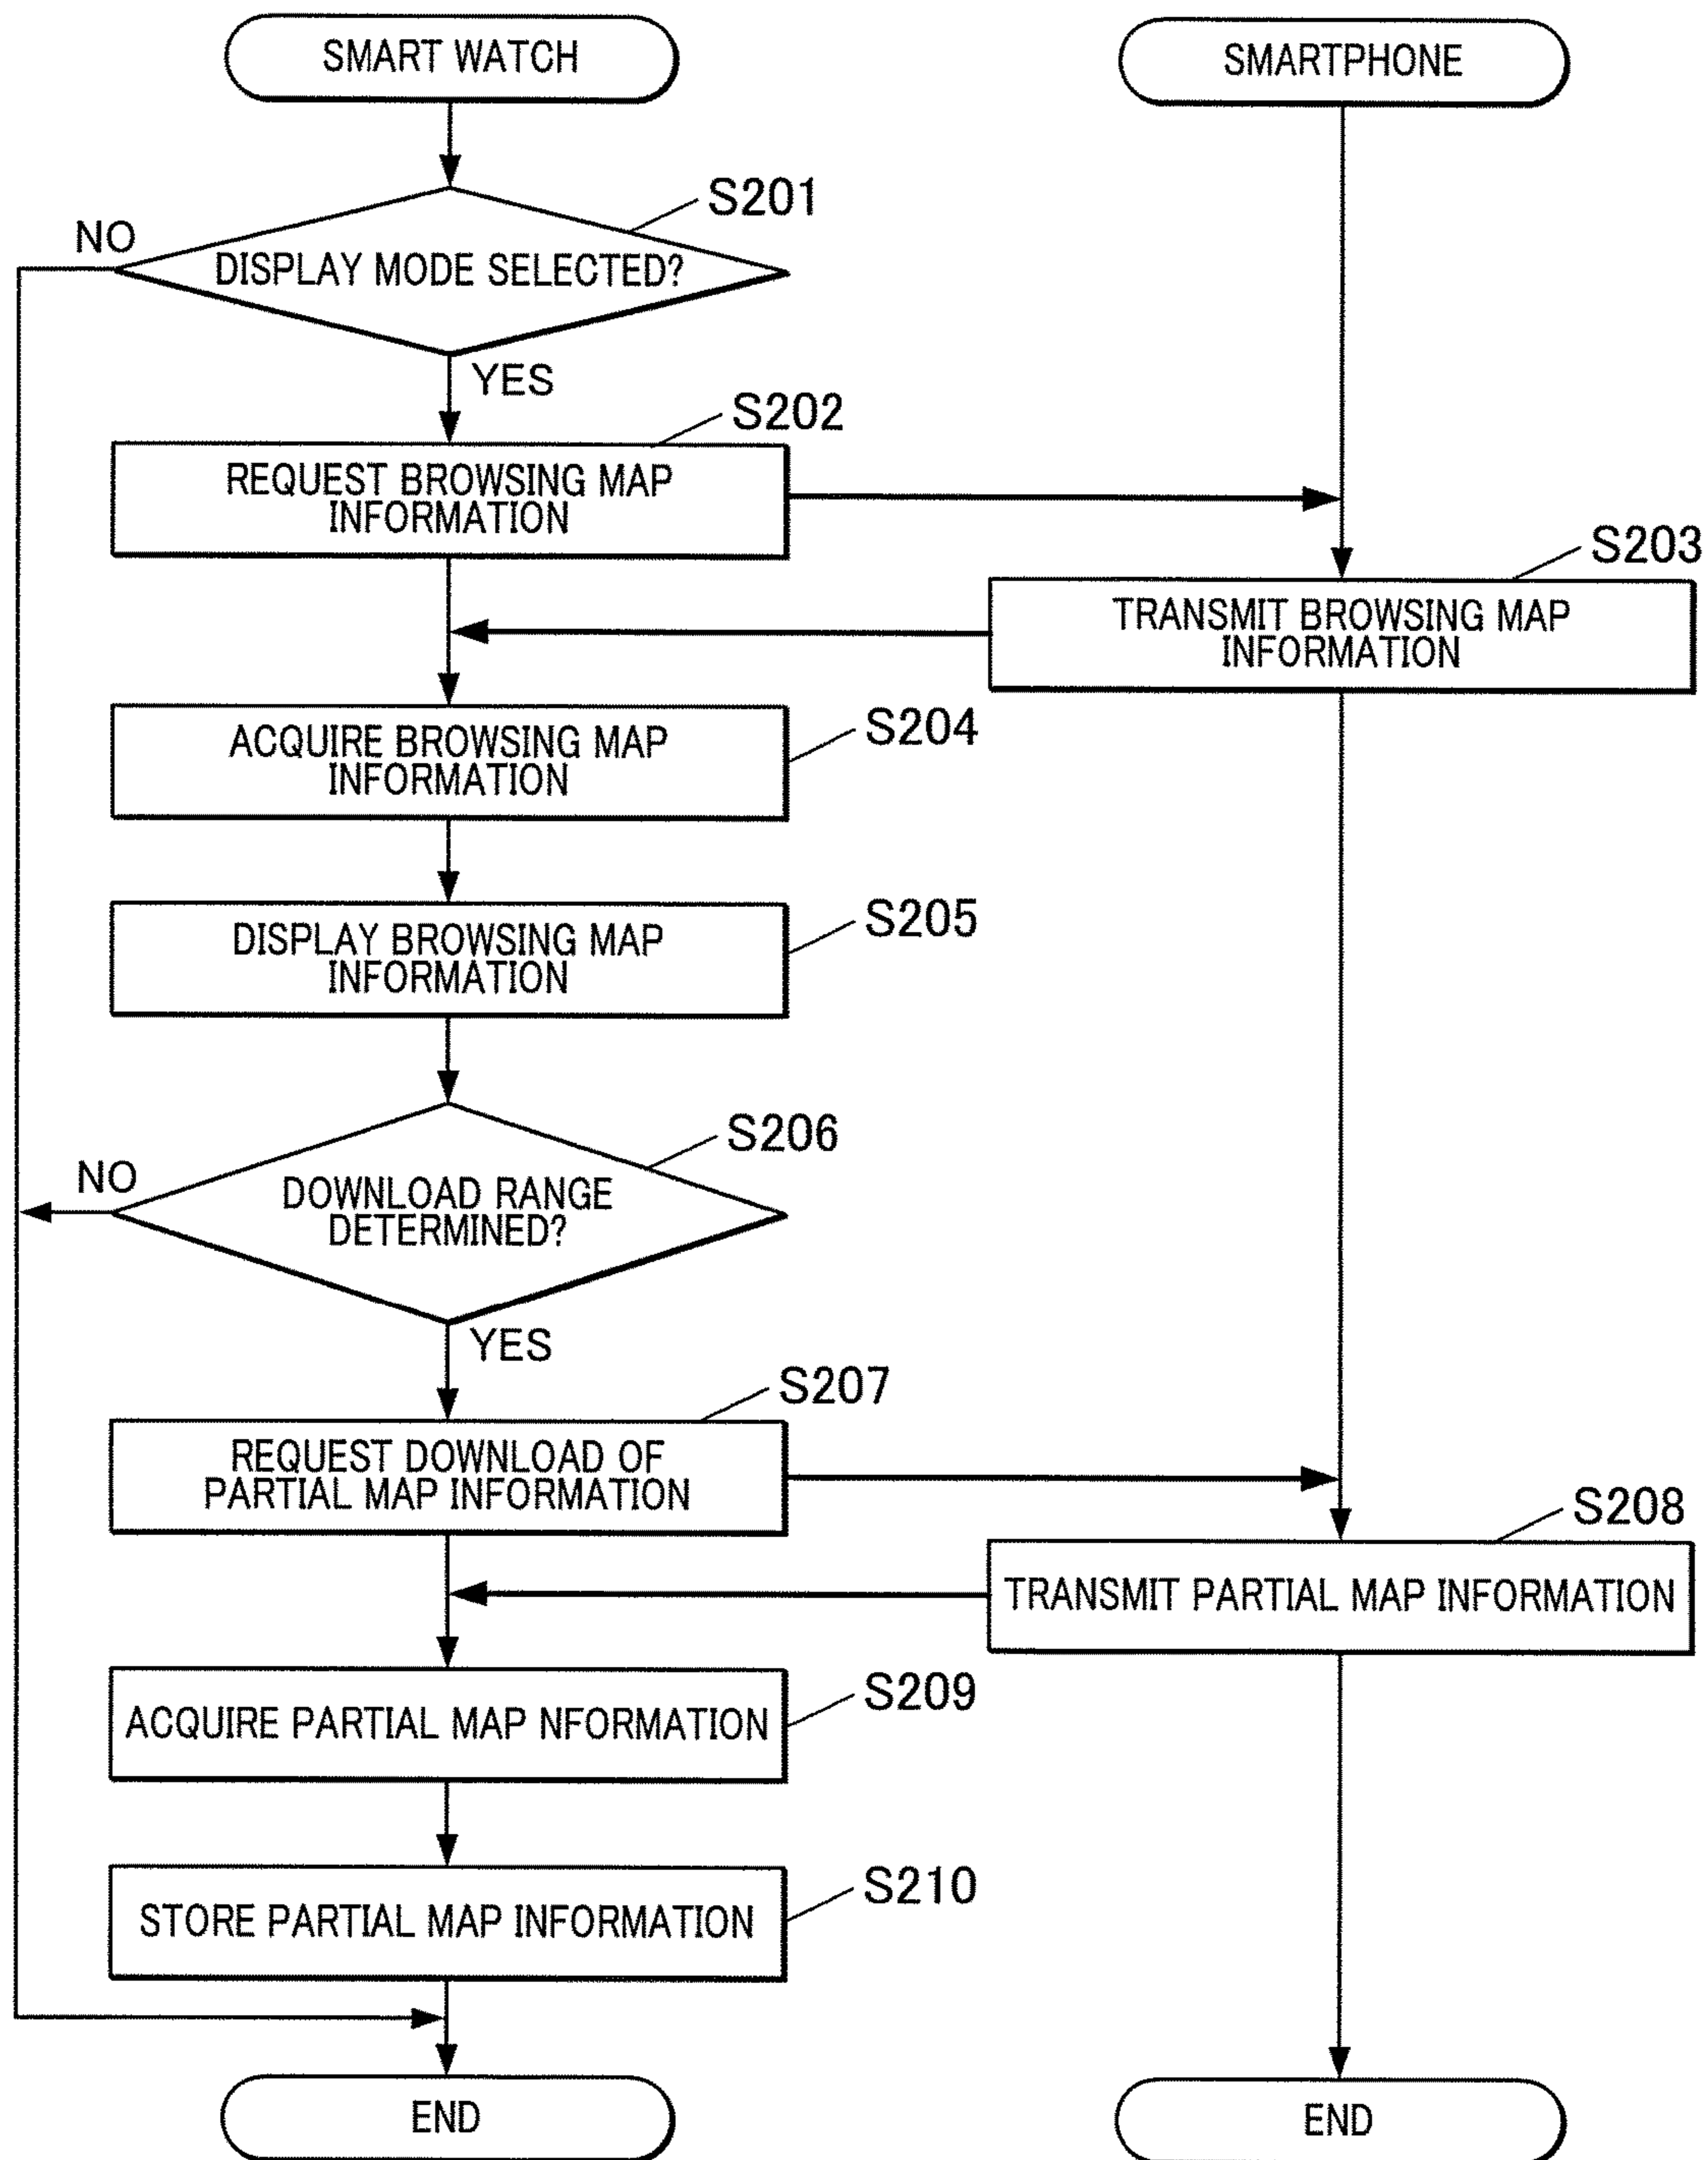 SMART WATCH
SMARTPHONE
S201
NO
DISPLAY MODE SELECTED?
YES
S202
REQUEST BROWSING MAP
INFORMATION
S203
TRANSMIT BROWSING MAP
INFORMATION
S204
ACQUIRE BROWSING MAP
INFORMATION
S205
DISPLAY BROWSING MAP
INFORMATION
S206
NO
DOWNLOAD RANGE
DETERMINED?
YES
S207
REQUEST DOWNLOAD OF
PARTIAL MAP INFORMATION
S208
TRANSMIT PARTIAL MAP INFORMATION
S209
ACQUIRE PARTIAL MAP NFORMATION
S210
STORE PARTIAL MAP INFORMATION
END
END